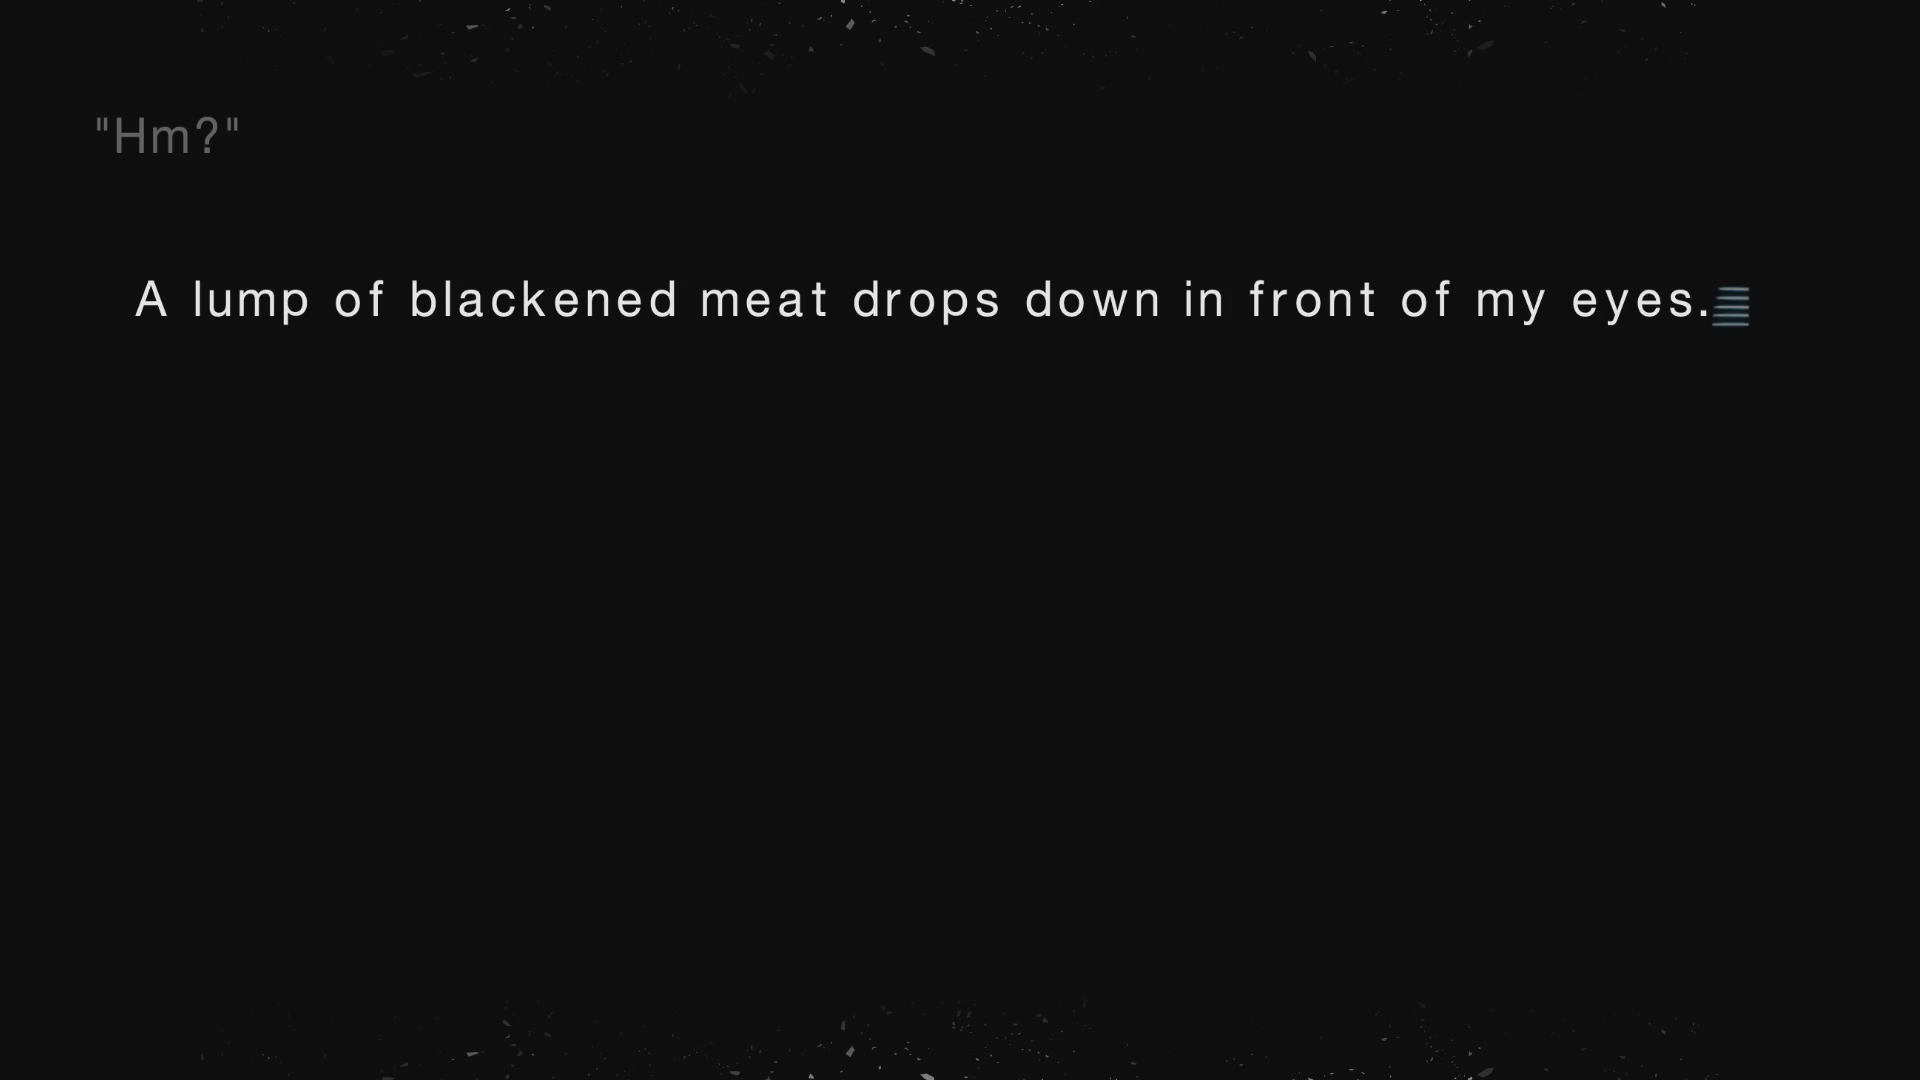 "Hm?"
A lump of blackened meat drops down in front of my eyes.